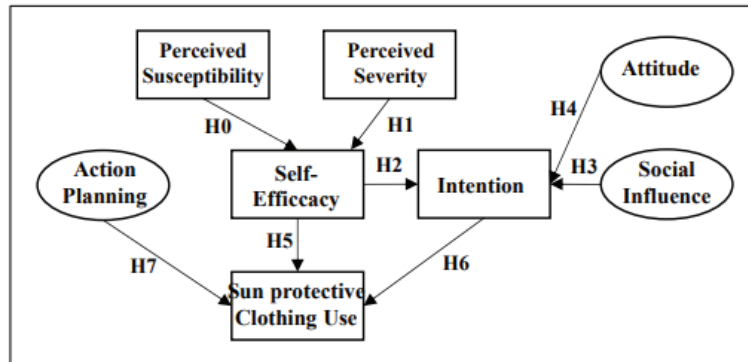 Perceived
Susceptibility
Perceived
Severity
Attitude
H0
H1
H4
Action
Planning
Self-
Efficcacy
H2
Intention
H3
Social
Influence
H5
H7
H6
Sun protective
Clothing Use